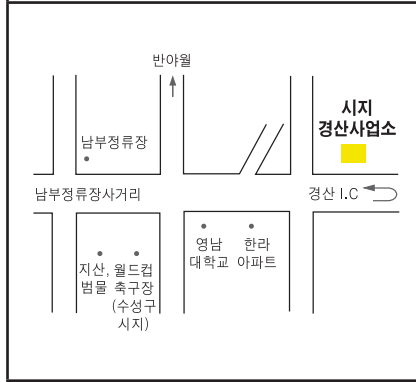 반야월
시지
경산사업소
남부정류장
남부정류장사거리
경산 I.C
영남
대학교
한라
아파트
지산,
범물
월드컵
축구장
(수성구
시지)